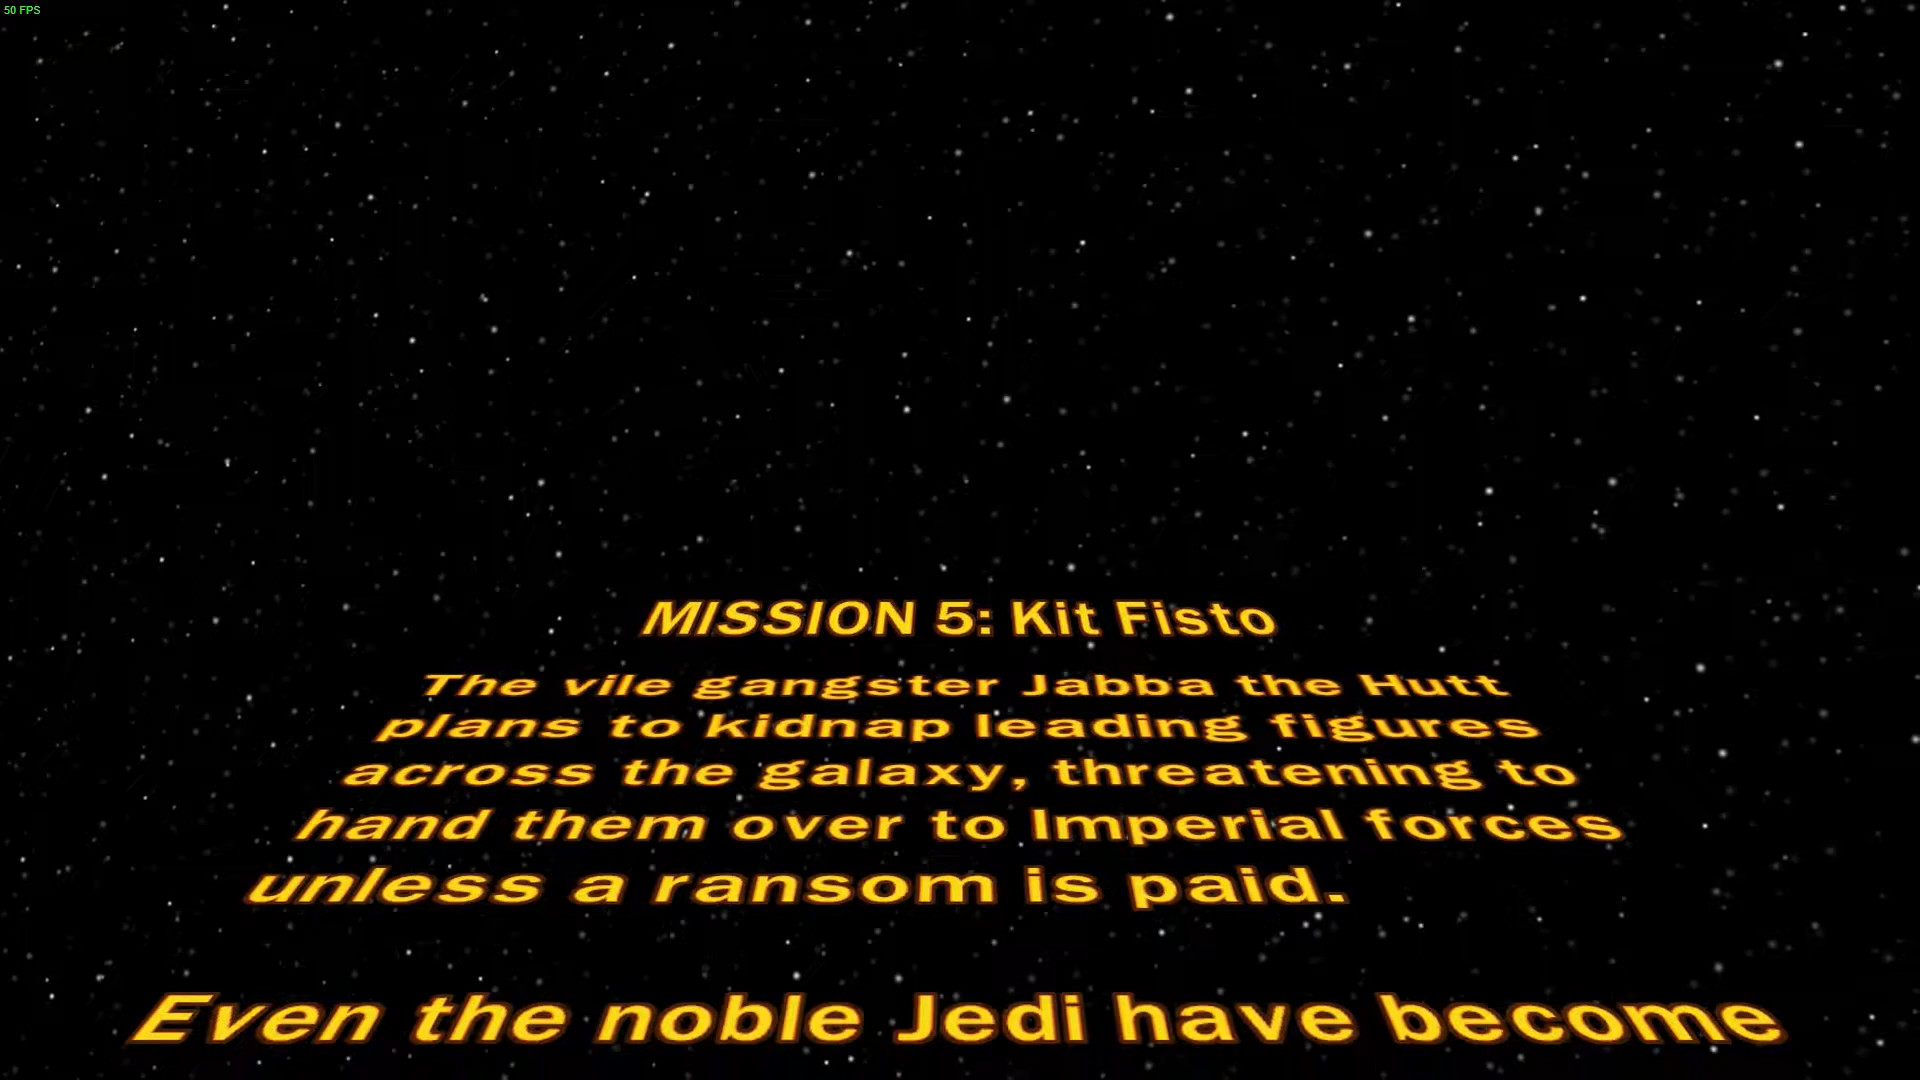 50 FPS
MISSION 5: Kit Fisto
The vile gangster Jabba the Hutt
plans to kidnap leading figures
across the galaxy, threatening to
hand them over to Imperial forces
unless a ransom is paid.
Even the noble Jedi have become